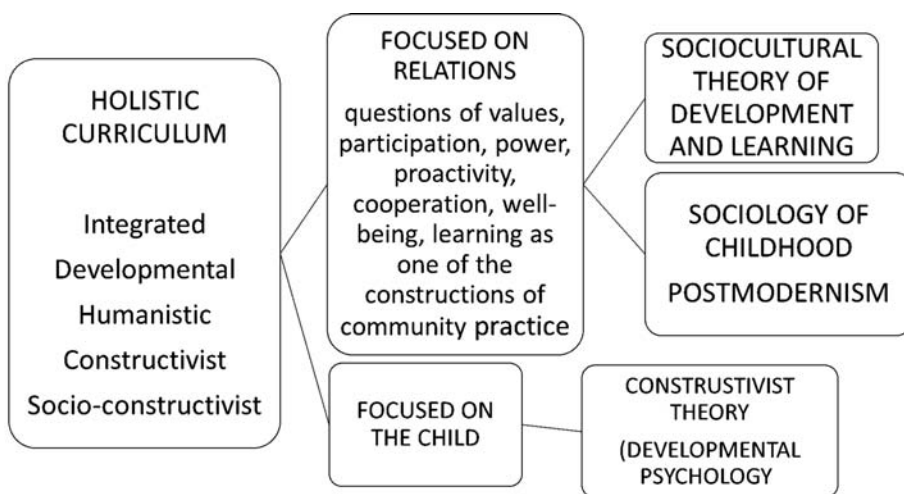 HOLISTIC
CURRICULUM
Integrated
Developmental
Humanistic
Constructivist
Socio-constructivist
FOCUSED ON
RELATIONS
questions of values,
participation, power,
proactivity,
cooperation, well-
being, learning as
one of the
constructions of
community practice
FOCUSED ON
THE CHILD
SOCIOCULTURAL
THEORY OF
DEVELOPMENT
AND LEARNING
SOCIOLOGY OF
CHILDHOOD
POSTMODERNISM
CONSTRUSTIVIST
THEORY
(DEVELOPMENTAL
PSYCHOLOGY